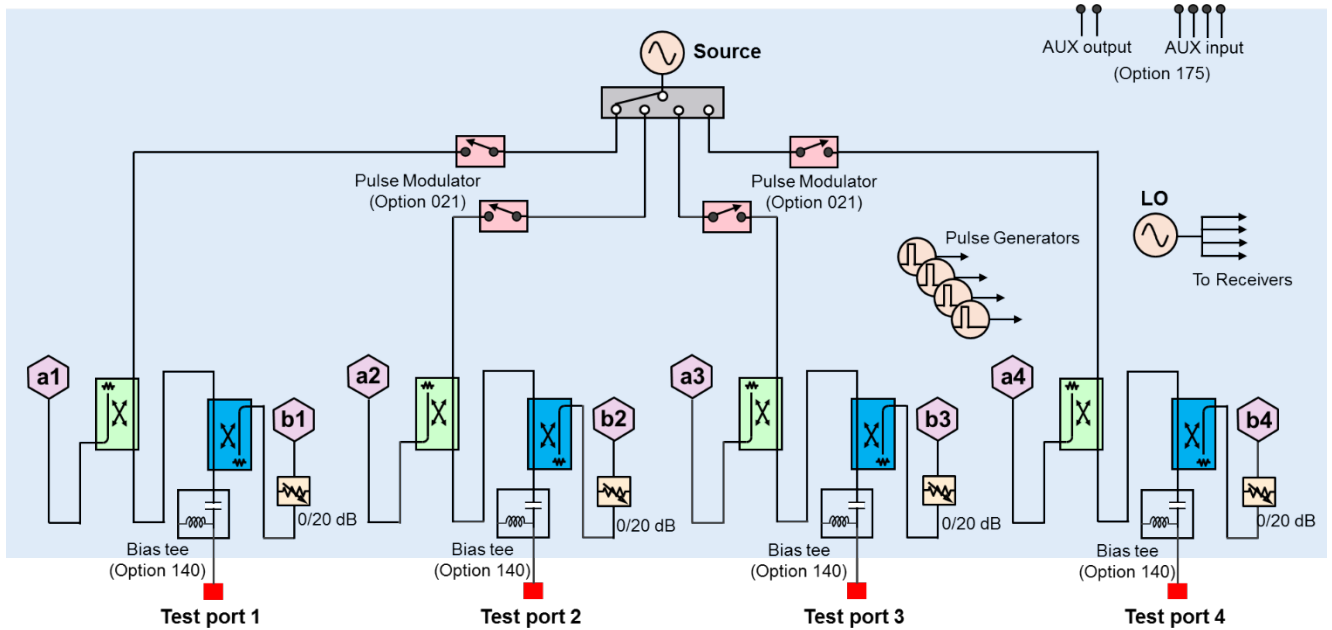 AUX output
AUX input
(Option 175)
Source
Pulse Modulator
(Option 021)
Pulse Modulator
(Option 021)
LO
Pulse Generators
To Receivers
a1
a2
a3
a4
b1
b2
b3
b4
0/20 dB
0/20 dB
0/20 dB
0/20 dB
Bias tee
(Option 140)
Bias tee
(Option 140)
Bias tee
(Option 140)
Bias tee
(Option 140)
Test port 1
Test port 2
Test port 3
Test port 4